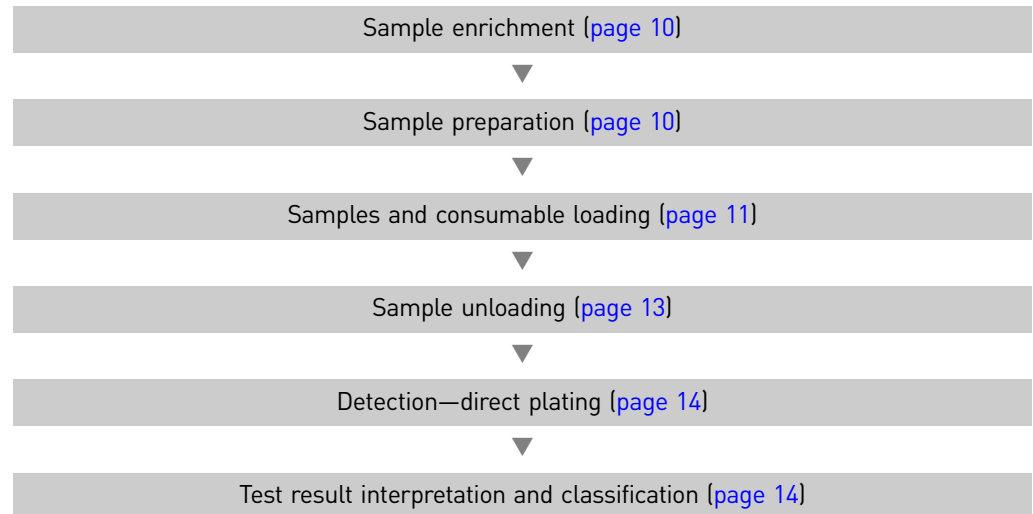 Sample enrichment (page 10)
Sample preparation (page 10)
Samples and consumable loading (page 11)
Sample unloading (page 13)
Detection—direct plating (page 14)
Test result interpretation and classification (page 14)